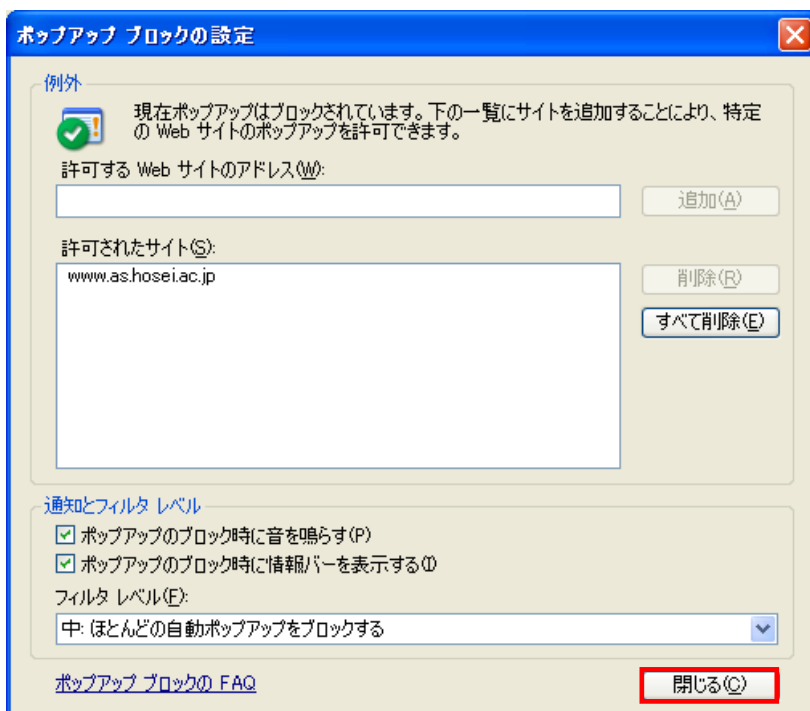 ポップアップ ブロックの設定
例外
現在ポップアップはブロックされています。下の一覧にサイトを追加することにより、特定
の Web サイトのポップアップを許可できます。
許可する Web サイトのアドレス(W):
追加(A)
許可されたサイト(S):
www.as.hosei.ac.jp
削除(R)
すべて削除(E)
通知とフィルタ レベル
ポップアップのブロック時に音を鳴らす(P)
ポップアップのブロック時に情報バーを表示する(I)
フィルタ レベル(F):
中: ほとんどの自動ポップアップをブロックする
ポップアップ ブロックの FAQ
閉じる(C)